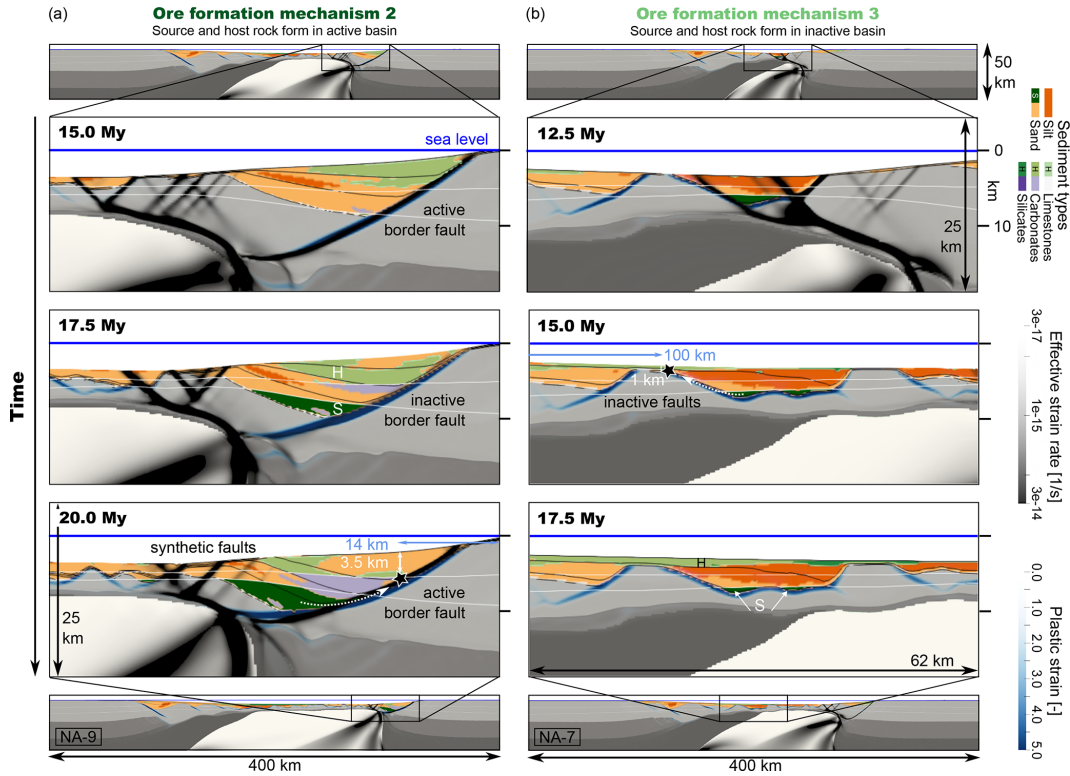 (a)
Ore formation mechanism 2
Source and host rock form in active basin
(b)
Ore formation mechanism 3
Source and host rock form in inactive basin
50
km
Time
15.0 My
sea level
active
border fault
17.5 My
H
S
inactive
border fault
20.0 My
synthetic faults
14 km
3.5 km
active
border fault
25
km
NA-9
400 km
12.5 My
0
km
10
25
km
15.0 My
100 km
1 km
inactive faults
17.5 My
H
S
62 km
NA-7
400 km
Sediment types
Silt
S Sand
H Limestones
H Carbonates
H Silicates
Effective strain rate [1/s]
3e-17
1e-15
3e-14
Plastic strain [-]
0.0
1.0
2.0
3.0
4.0
5.0